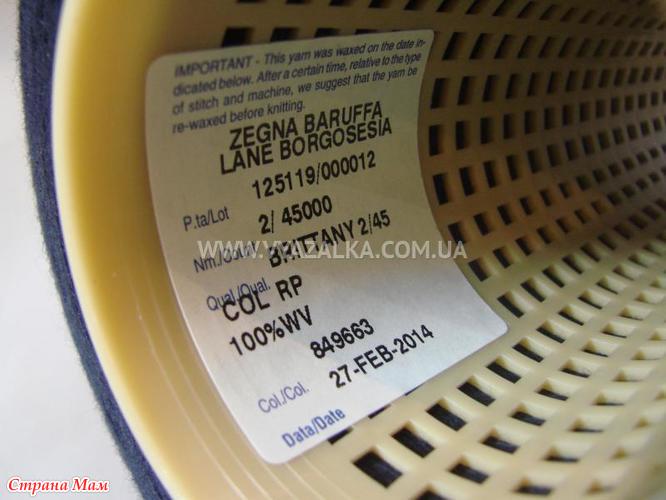 IMPORTANT - This yarn was waxed on the date in-
dicated below. After a certain time, relative to the type
of stitch and machine, we suggest that the yarn be
re-waxed before knitting.
ZEGNA BARUFFA
LANE BORGOSESIA
P.ta/Lot 125119/000012
Nm./Count 2/ 45000
Qual./Qual. BRITTANY 2/45
COL RP
100%WV
Col./Col. 849663
Data/Date 27-FEB-2014
WWW.VYAZALKA.COM.UA
Страна Мам